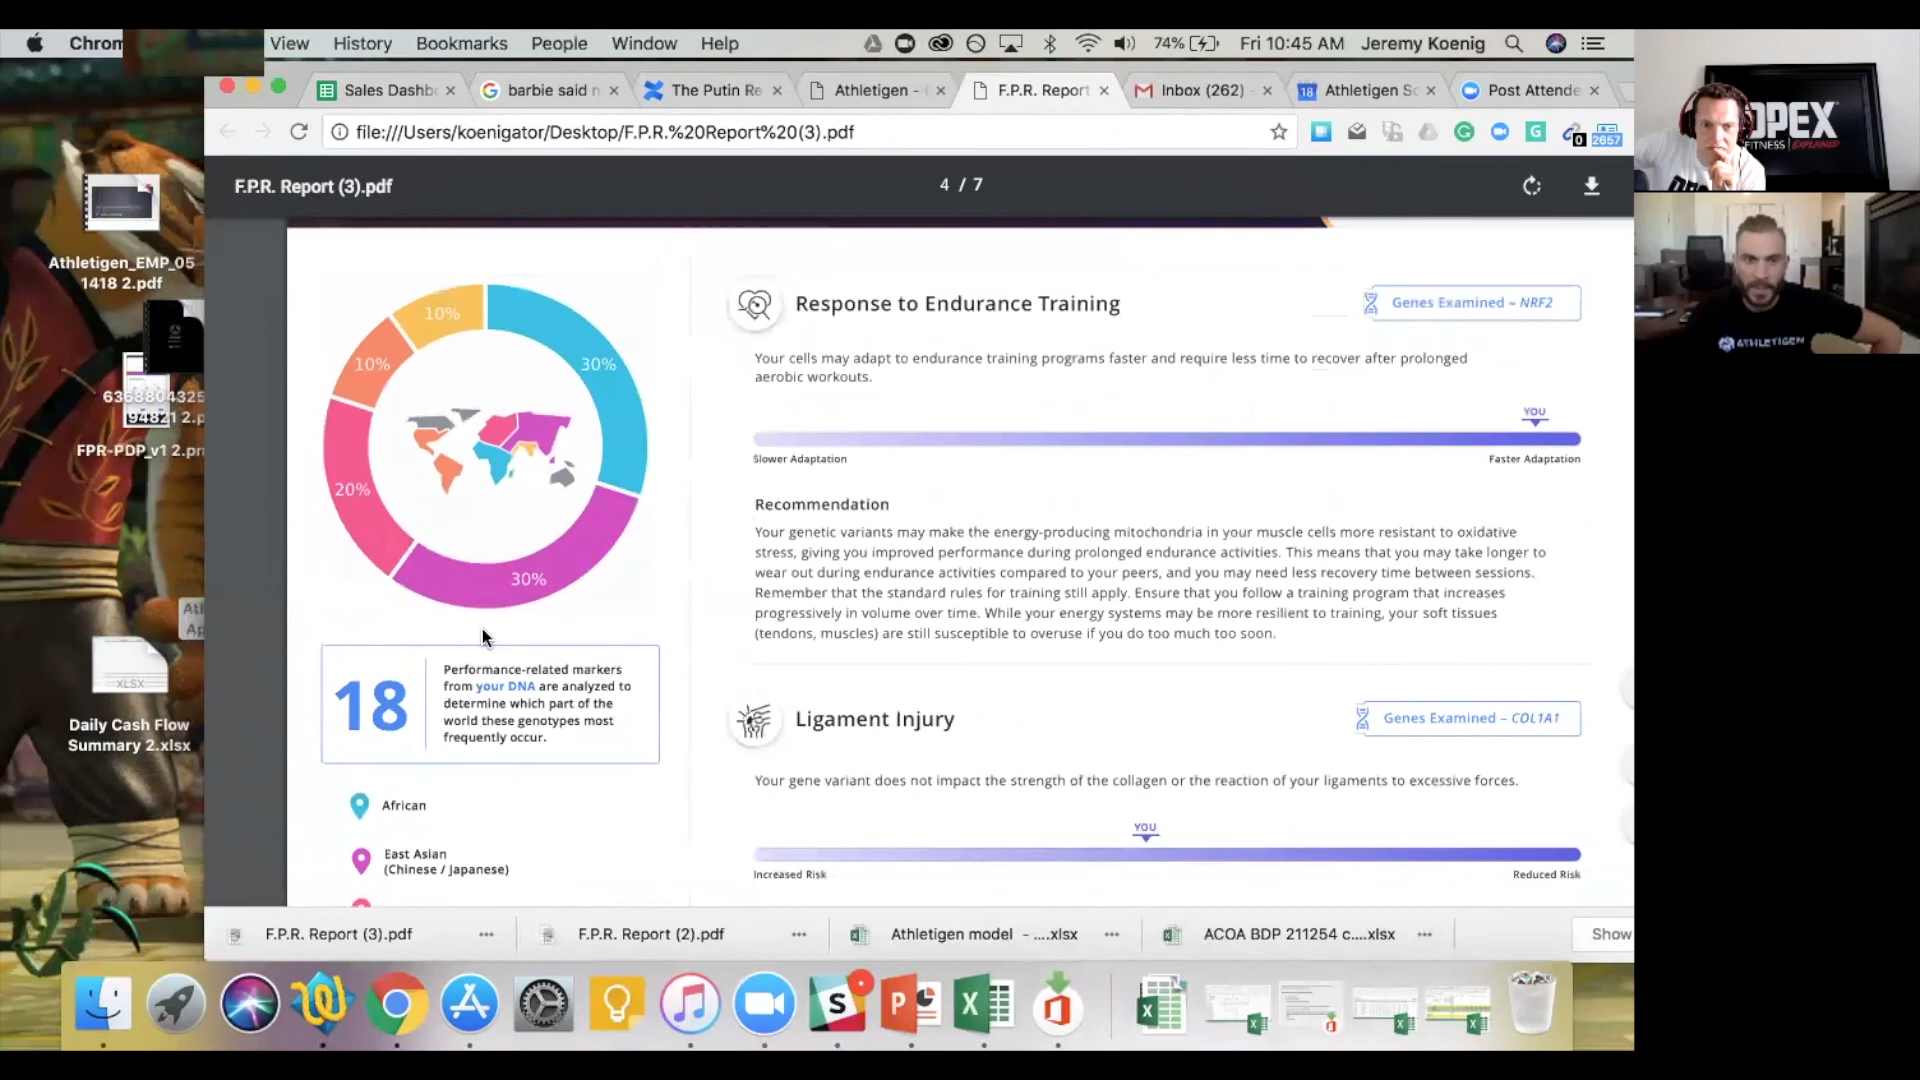 Chrom View History Bookmarks People Window Help 74% Fri 10:45 AM Jeremy Koenig
Sales Dashb
barbie said n
The Putin Re
Athletigen -
F.P.R. Report
Inbox (262)
18 Athletigen Sc
Post Attende
file:///Users/koenigator/Desktop/F.P.R.%20Report%20(3).pdf
0 2657
F.P.R. Report (3).pdf
4 / 7
OPEX
FITNESS | EXPLAINED
ATHLETIGEN
Athletigen_EMP_05
1418 2.pdf
6368804325
94821 2.p
FPR-PDP_v1 2.pn
Ath
Ap
XLSX
Daily Cash Flow
Summary 2.xlsx
10%
30%
10%
20%
30%
18
Performance-related markers
from your DNA are analyzed to
determine which part of the
world these genotypes most
frequently occur.
African
East Asian
(Chinese / Japanese)
Response to Endurance Training
Genes Examined – NRF2
Your cells may adapt to endurance training programs faster and require less time to recover after prolonged
aerobic workouts.
YOU
Slower Adaptation
Faster Adaptation
Recommendation
Your genetic variants may make the energy-producing mitochondria in your muscle cells more resistant to oxidative
stress, giving you improved performance during prolonged endurance activities. This means that you may take longer to
wear out during endurance activities compared to your peers, and you may need less recovery time between sessions.
Remember that the standard rules for training still apply. Ensure that you follow a training program that increases
progressively in volume over time. While your energy systems may be more resilient to training, your soft tissues
(tendons, muscles) are still susceptible to overuse if you do too much too soon.
Ligament Injury
Genes Examined – COL1A1
Your gene variant does not impact the strength of the collagen or the reaction of your ligaments to excessive forces.
YOU
Increased Risk
Reduced Risk
F.P.R. Report (3).pdf
F.P.R. Report (2).pdf
Athletigen model - ....xlsx
ACOA BDP 211254 c....xlsx
Show